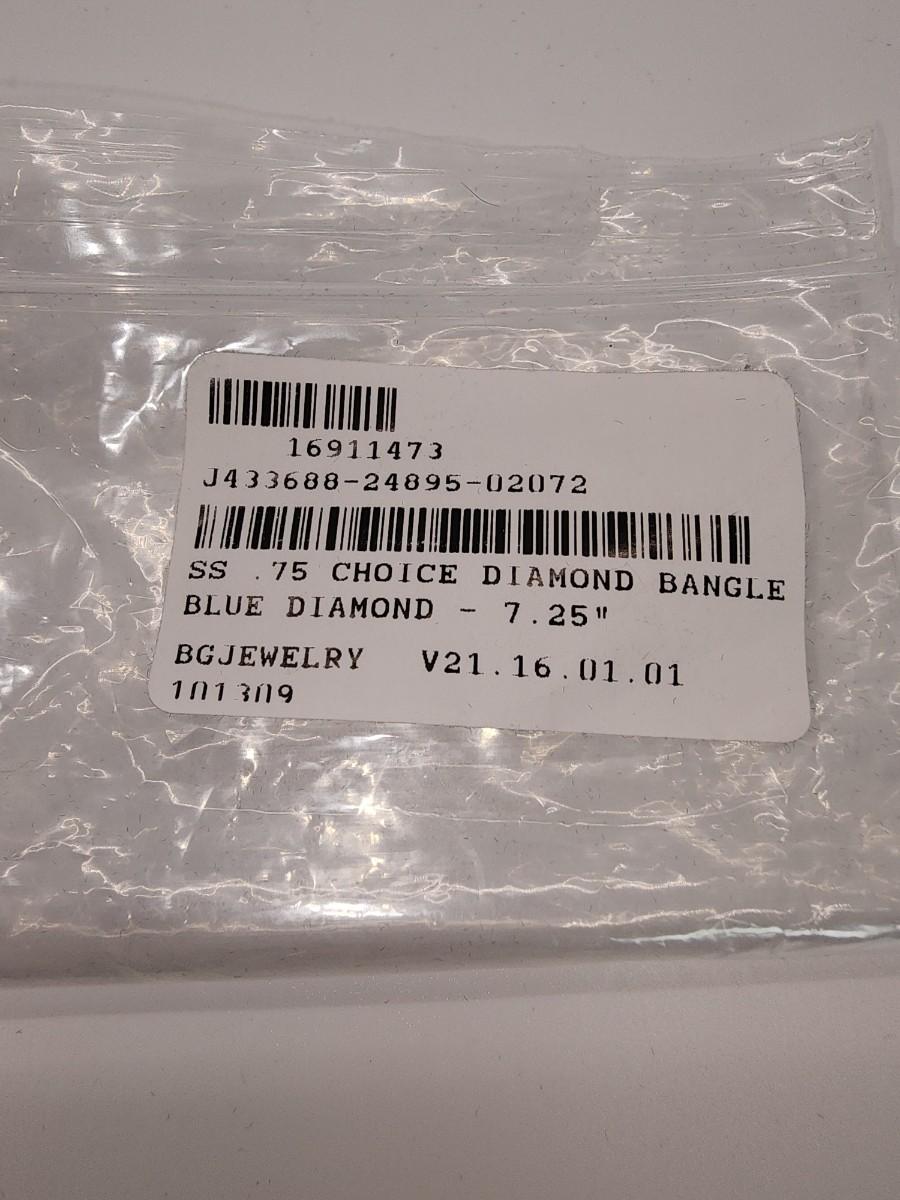 16911473
J433688-24895-02072
SS .75 CHOICE DIAMOND BANGLE
BLUE DIAMOND - 7.25"
BGJEWELRY V21.16.01.01
101309